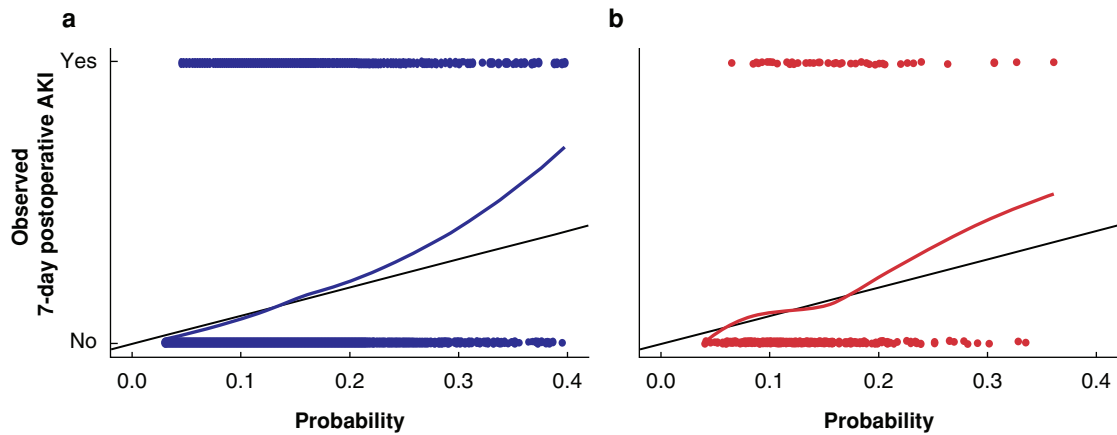 a
b
Yes
No
Observed
7-day postoperative AKI
0.0 0.1 0.2 0.3 0.4
0.0 0.1 0.2 0.3 0.4
Probability
Probability